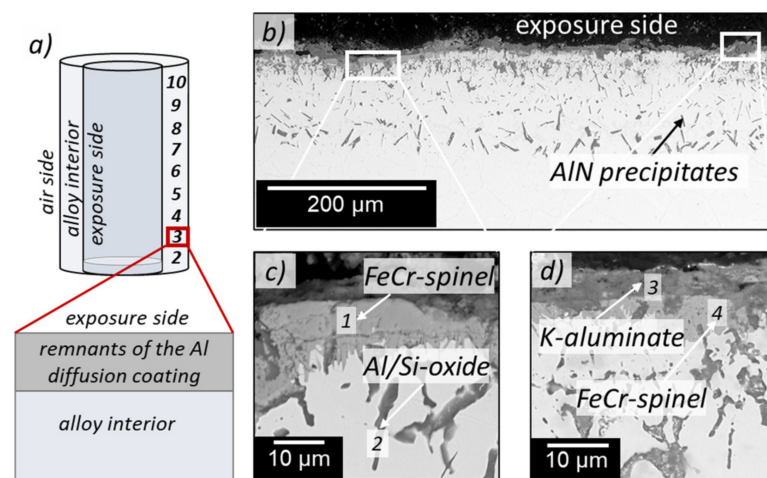 a)
air side
alloy interior
exposure side
10
9
8
7
6
5
4
3
2
exposure side
remnants of the Al
diffusion coating
alloy interior
b)
exposure side
AlN precipitates
200 µm
c)
FeCr-spinel
1
Al/Si-oxide
2
10 µm
d)
3
4
K-aluminate
FeCr-spinel
10 µm